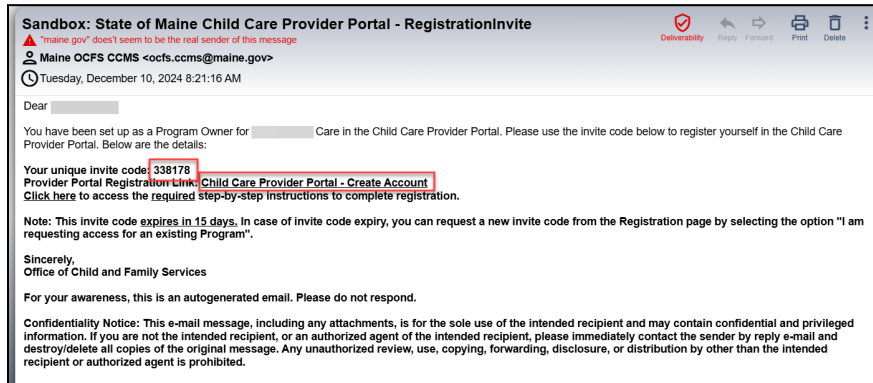 Sandbox: State of Maine Child Care Provider Portal - RegistrationInvite
"maine.gov" does't seem to be the real sender of this message
Deliverability Reply Forward Print Delete
Maine OCFS CCMS <ocfs.ccms@maine.gov>
Tuesday, December 10, 2024 8:21:16 AM
Dear
You have been set up as a Program Owner for Care in the Child Care Provider Portal. Please use the invite code below to register yourself in the Child Care
Provider Portal. Below are the details:
Your unique invite code: 338178
Provider Portal Registration Link: Child Care Provider Portal - Create Account
Click here to access the required step-by-step instructions to complete registration.
Note: This invite code expires in 15 days. In case of invite code expiry, you can request a new invite code from the Registration page by selecting the option "I am
requesting access for an existing Program".
Sincerely,
Office of Child and Family Services
For your awareness, this is an autogenerated email. Please do not respond.
Confidentiality Notice: This e-mail message, including any attachments, is for the sole use of the intended recipient and may contain confidential and privileged
information. If you are not the intended recipient, or an authorized agent of the intended recipient, please immediately contact the sender by reply e-mail and
destroy/delete all copies of the original message. Any unauthorized review, use, copying, forwarding, disclosure, or distribution by other than the intended
recipient or authorized agent is prohibited.